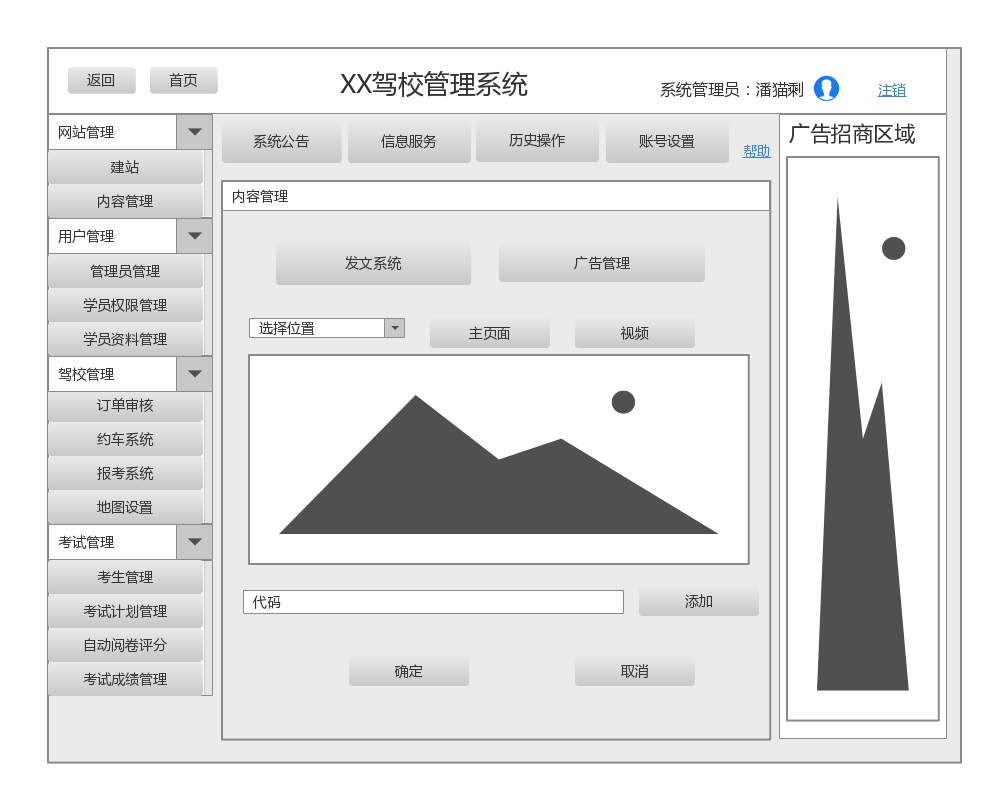 返回
首页
XX驾校管理系统
系统管理员：潘猫剩
注销
网站管理
建站
内容管理
用户管理
管理员管理
学员权限管理
学员资料管理
驾校管理
订单审核
约车系统
报考系统
地图设置
考试管理
考生管理
考试计划管理
自动阅卷评分
考试成绩管理
系统公告
信息服务
历史操作
账号设置
帮助
内容管理
发文系统
广告管理
选择位置
主页面
视频
代码
添加
确定
取消
广告招商区域